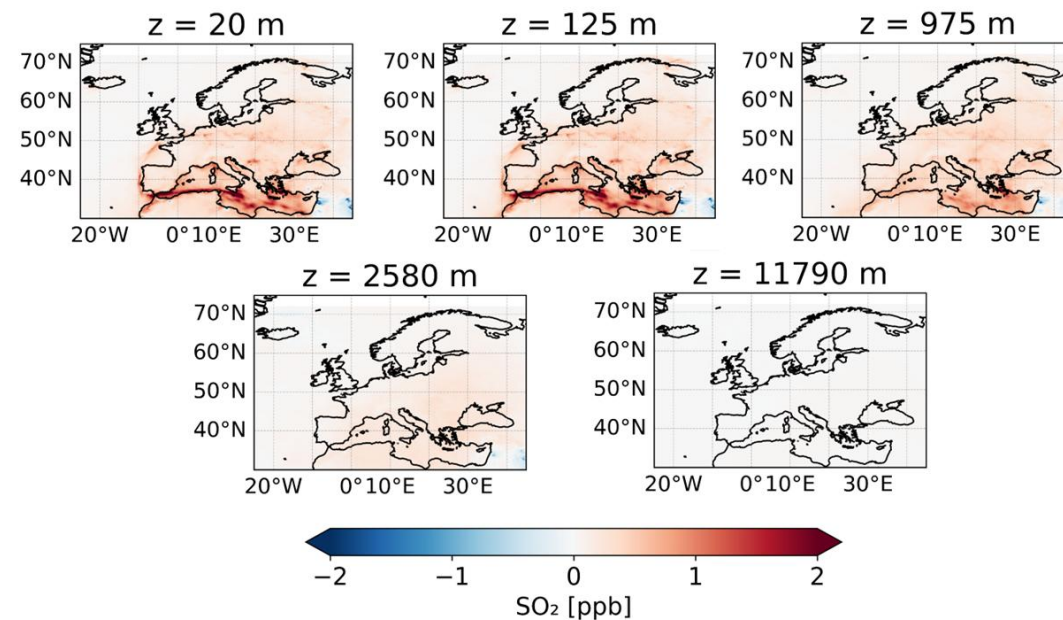 z = 20 m
z = 125 m
z = 975 m
70°N
60°N
50°N
40°N
20°W 0°10°E 30°E
70°N
60°N
50°N
40°N
20°W 0°10°E 30°E
70°N
60°N
50°N
40°N
20°W 0°10°E 30°E
z = 2580 m
z = 11790 m
70°N
60°N
50°N
40°N
20°W 0°10°E 30°E
70°N
60°N
50°N
40°N
20°W 0°10°E 30°E
−2 −1 0 1 2
SO₂ [ppb]